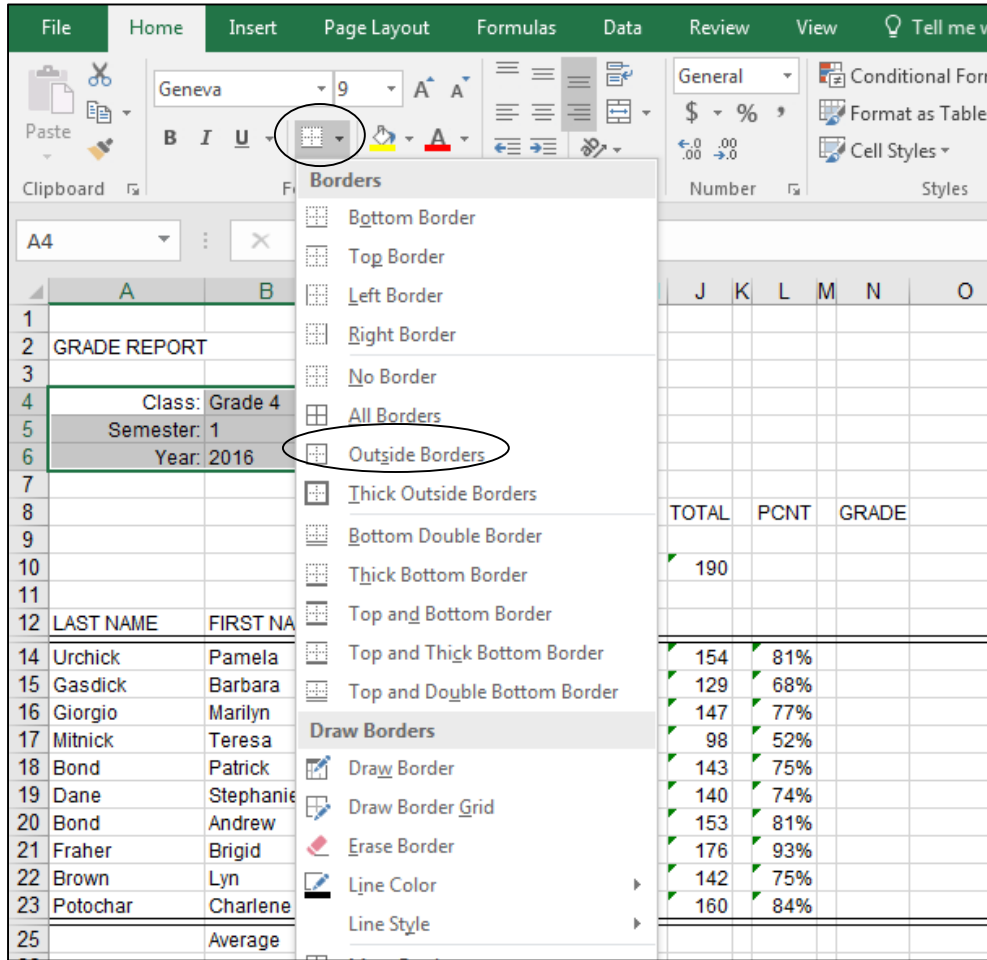 File Home Insert Page Layout Formulas Data Review View Tell me
Geneva 9 A A General Conditional For
Paste $ % , Format as Table
B I U A .0 .00 .00 .0 Cell Styles
Clipboard Number Styles
A4
Borders
Bottom Border
Top Border
Left Border
Right Border
No Border
All Borders
Outside Borders
Thick Outside Borders
Bottom Double Border
Thick Bottom Border
Top and Bottom Border
Top and Thick Bottom Border
Top and Double Bottom Border
Draw Borders
Draw Border
Draw Border Grid
Erase Border
Line Color
Line Style
A B J K L M N O
1
2 GRADE REPORT
3
4 Class: Grade 4
5 Semester: 1
6 Year: 2016
7
8 TOTAL PCNT GRADE
9
10 190
11
12 LAST NAME FIRST NA
14 Urchick Pamela 154 81%
15 Gasdick Barbara 129 68%
16 Giorgio Marilyn 147 77%
17 Mitnick Teresa 98 52%
18 Bond Patrick 143 75%
19 Dane Stephanie 140 74%
20 Bond Andrew 153 81%
21 Fraher Brigid 176 93%
22 Brown Lyn 142 75%
23 Potochar Charlene 160 84%
25 Average